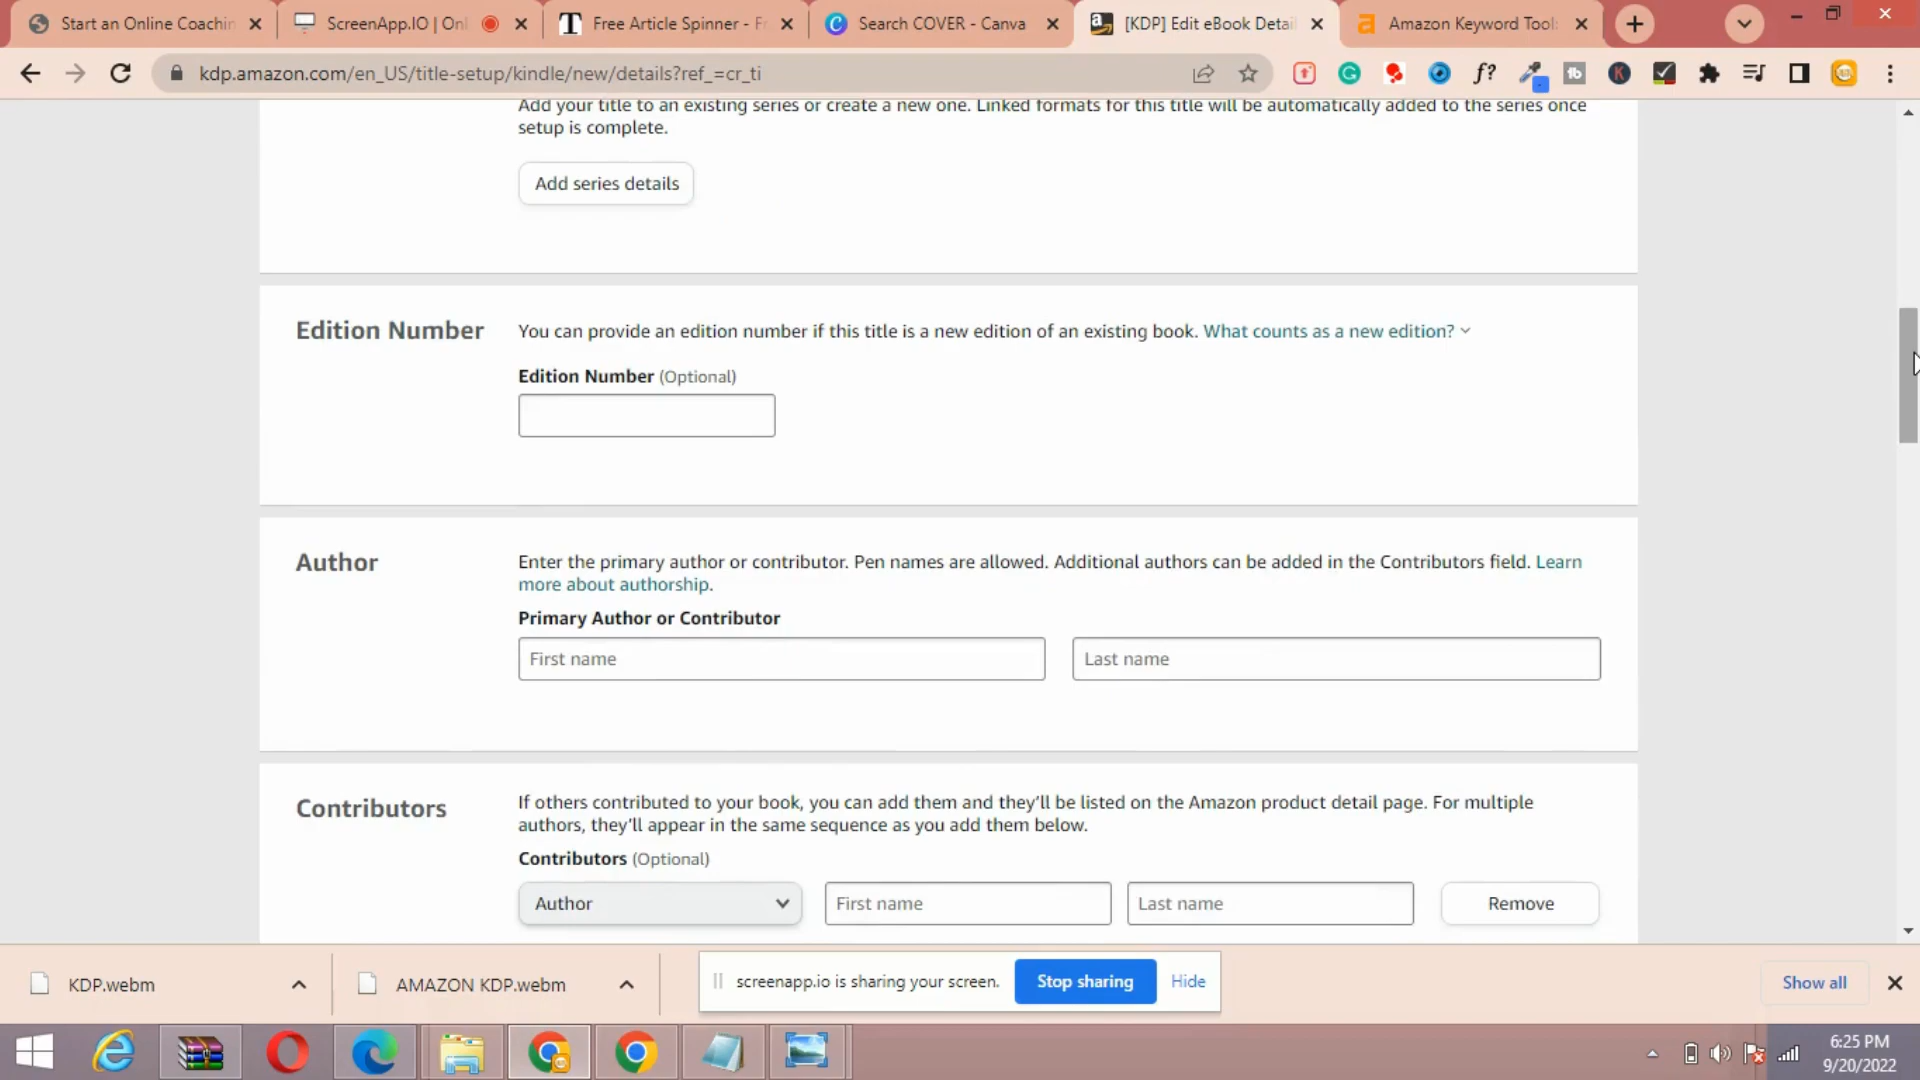 Start an Online Coachin
ScreenApp.IO | Onl
Free Article Spinner - F
Search COVER - Canva
[KDP] Edit eBook Detai
Amazon Keyword Tool:
kdp.amazon.com/en_US/title-setup/kindle/new/details?ref_=cr_ti
Add your title to an existing series or create a new one. Linked formats for this title will be automatically added to the series once
setup is complete.
Add series details
Edition Number
You can provide an edition number if this title is a new edition of an existing book. What counts as a new edition?
Edition Number (Optional)
Author
Enter the primary author or contributor. Pen names are allowed. Additional authors can be added in the Contributors field. Learn
more about authorship.
Primary Author or Contributor
First name
Last name
Contributors
If others contributed to your book, you can add them and they'll be listed on the Amazon product detail page. For multiple
authors, they'll appear in the same sequence as you add them below.
Contributors (Optional)
Author
First name
Last name
Remove
KDP.webm
AMAZON KDP.webm
screenapp.io is sharing your screen.
Stop sharing
Hide
Show all
6:25 PM
9/20/2022